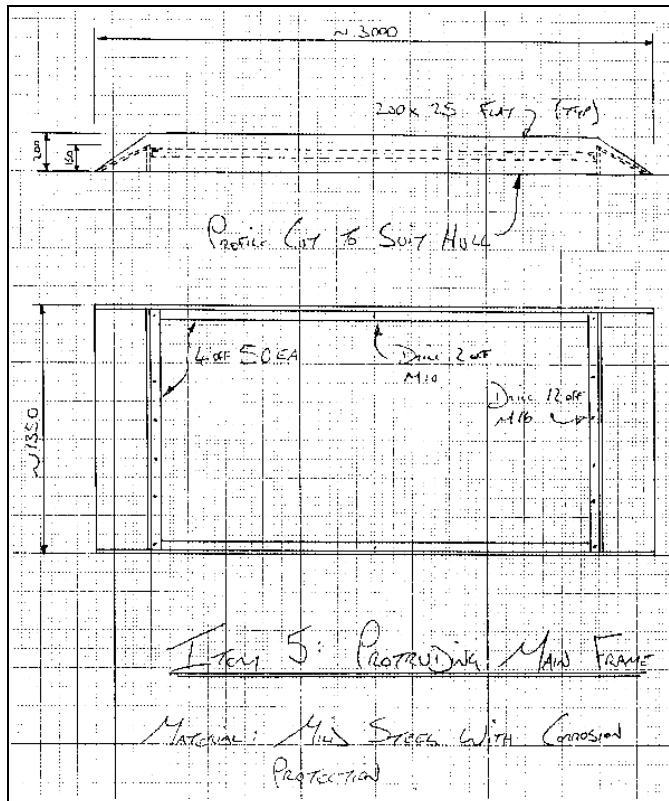 ~ 3000
200 x 25 FLAT (TYP)
200
150
PROFILE CUT TO SUIT HULL
4 OFF 50 EA
DRILL 2 OFF
M10
DRILL 12 OFF
M16
~1350
ITEM 5: PROTRUDING MAIN FRAME
MATERIAL: MILD STEEL WITH CORROSION
PROTECTION